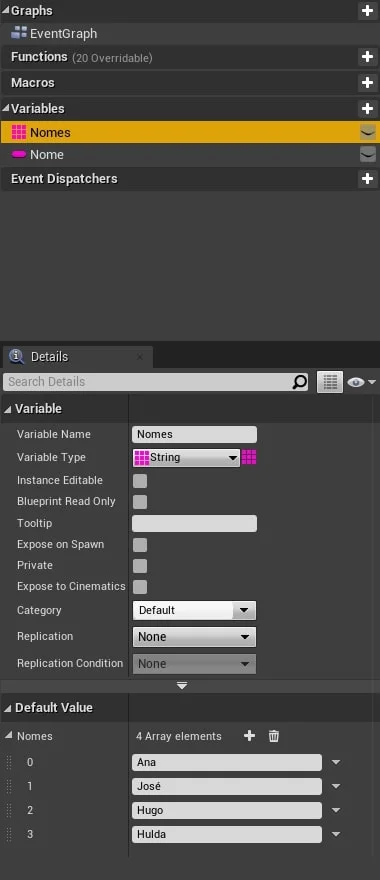 Graphs
EventGraph
Functions (20 Overridable)
Macros
Variables
Nomes
Nome
Event Dispatchers
Details
Search Details
Variable
Variable Name Nomes
Variable Type String
Instance Editable
Blueprint Read Only
Tooltip
Expose on Spawn
Private
Expose to Cinematics
Category Default
Replication None
Replication Condition None
Default Value
Nomes 4 Array elements
0 Ana
1 José
2 Hugo
3 Hulda